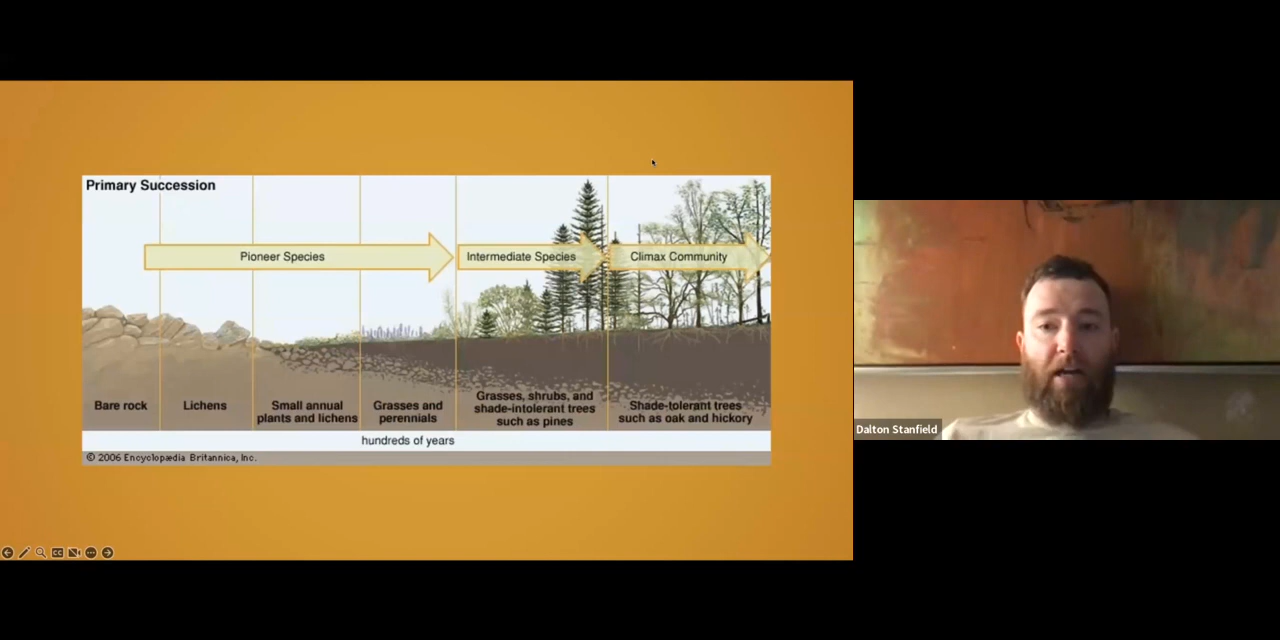 Primary Succession
Pioneer Species
Intermediate Species
Climax Community
Bare rock
Lichens
Small annual
plants and lichens
Grasses and
perennials
Grasses, shrubs, and
shade-intolerant trees
such as pines
Shade-tolerant trees
such as oak and hickory
hundreds of years
© 2006 Encyclopædia Britannica, Inc.
CC
Dalton Stanfield